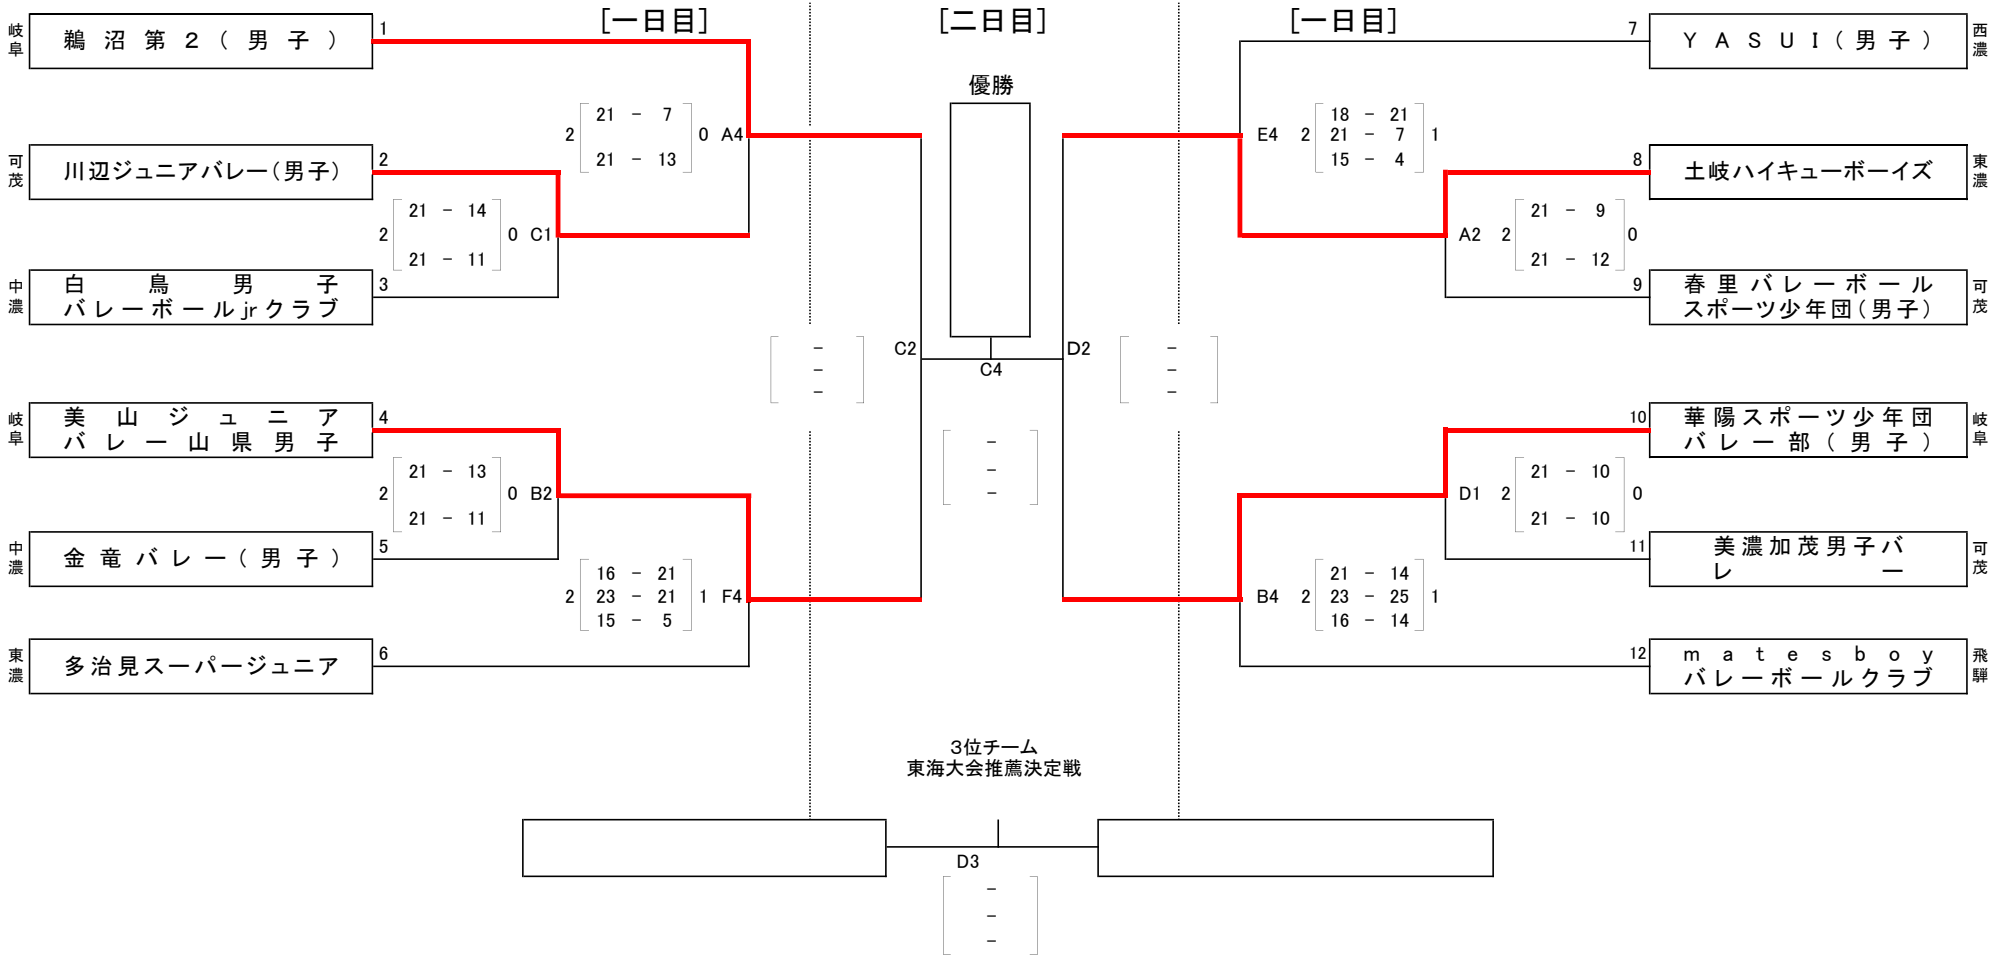 [一日目]
[二日目]
[一日目]
岐阜
鵜沼第２(男子)
1
2
21 - 7
21 - 13
0
A4
可茂
川辺ジュニアバレー(男子)
2
2
21 - 14
21 - 11
0
C1
中濃
白鳥男子
バレーボールjrクラブ
3
岐阜
美山ジュニア
バレー山県男子
4
2
21 - 13
21 - 11
0
B2
中濃
金竜バレー(男子)
5
2
16 - 21
23 - 21
15 - 5
1
F4
東濃
多治見スーパージュニア
6
優勝
C2
-
-
-
C4
-
-
-
D2
-
-
-
7
YASUI(男子)
西濃
E4
2
18 - 21
21 - 7
15 - 4
1
8
土岐ハイキューボーイズ
東濃
A2
2
21 - 9
21 - 12
0
9
春里バレーボール
スポーツ少年団(男子)
可茂
10
華陽スポーツ少年団
バレー部(男子)
岐阜
D1
2
21 - 10
21 - 10
0
11
美濃加茂男子バ
レー
可茂
B4
2
21 - 14
23 - 25
16 - 14
1
12
matesboy
バレーボールクラブ
飛騨
3位チーム
東海大会推薦決定戦
D3
-
-
-